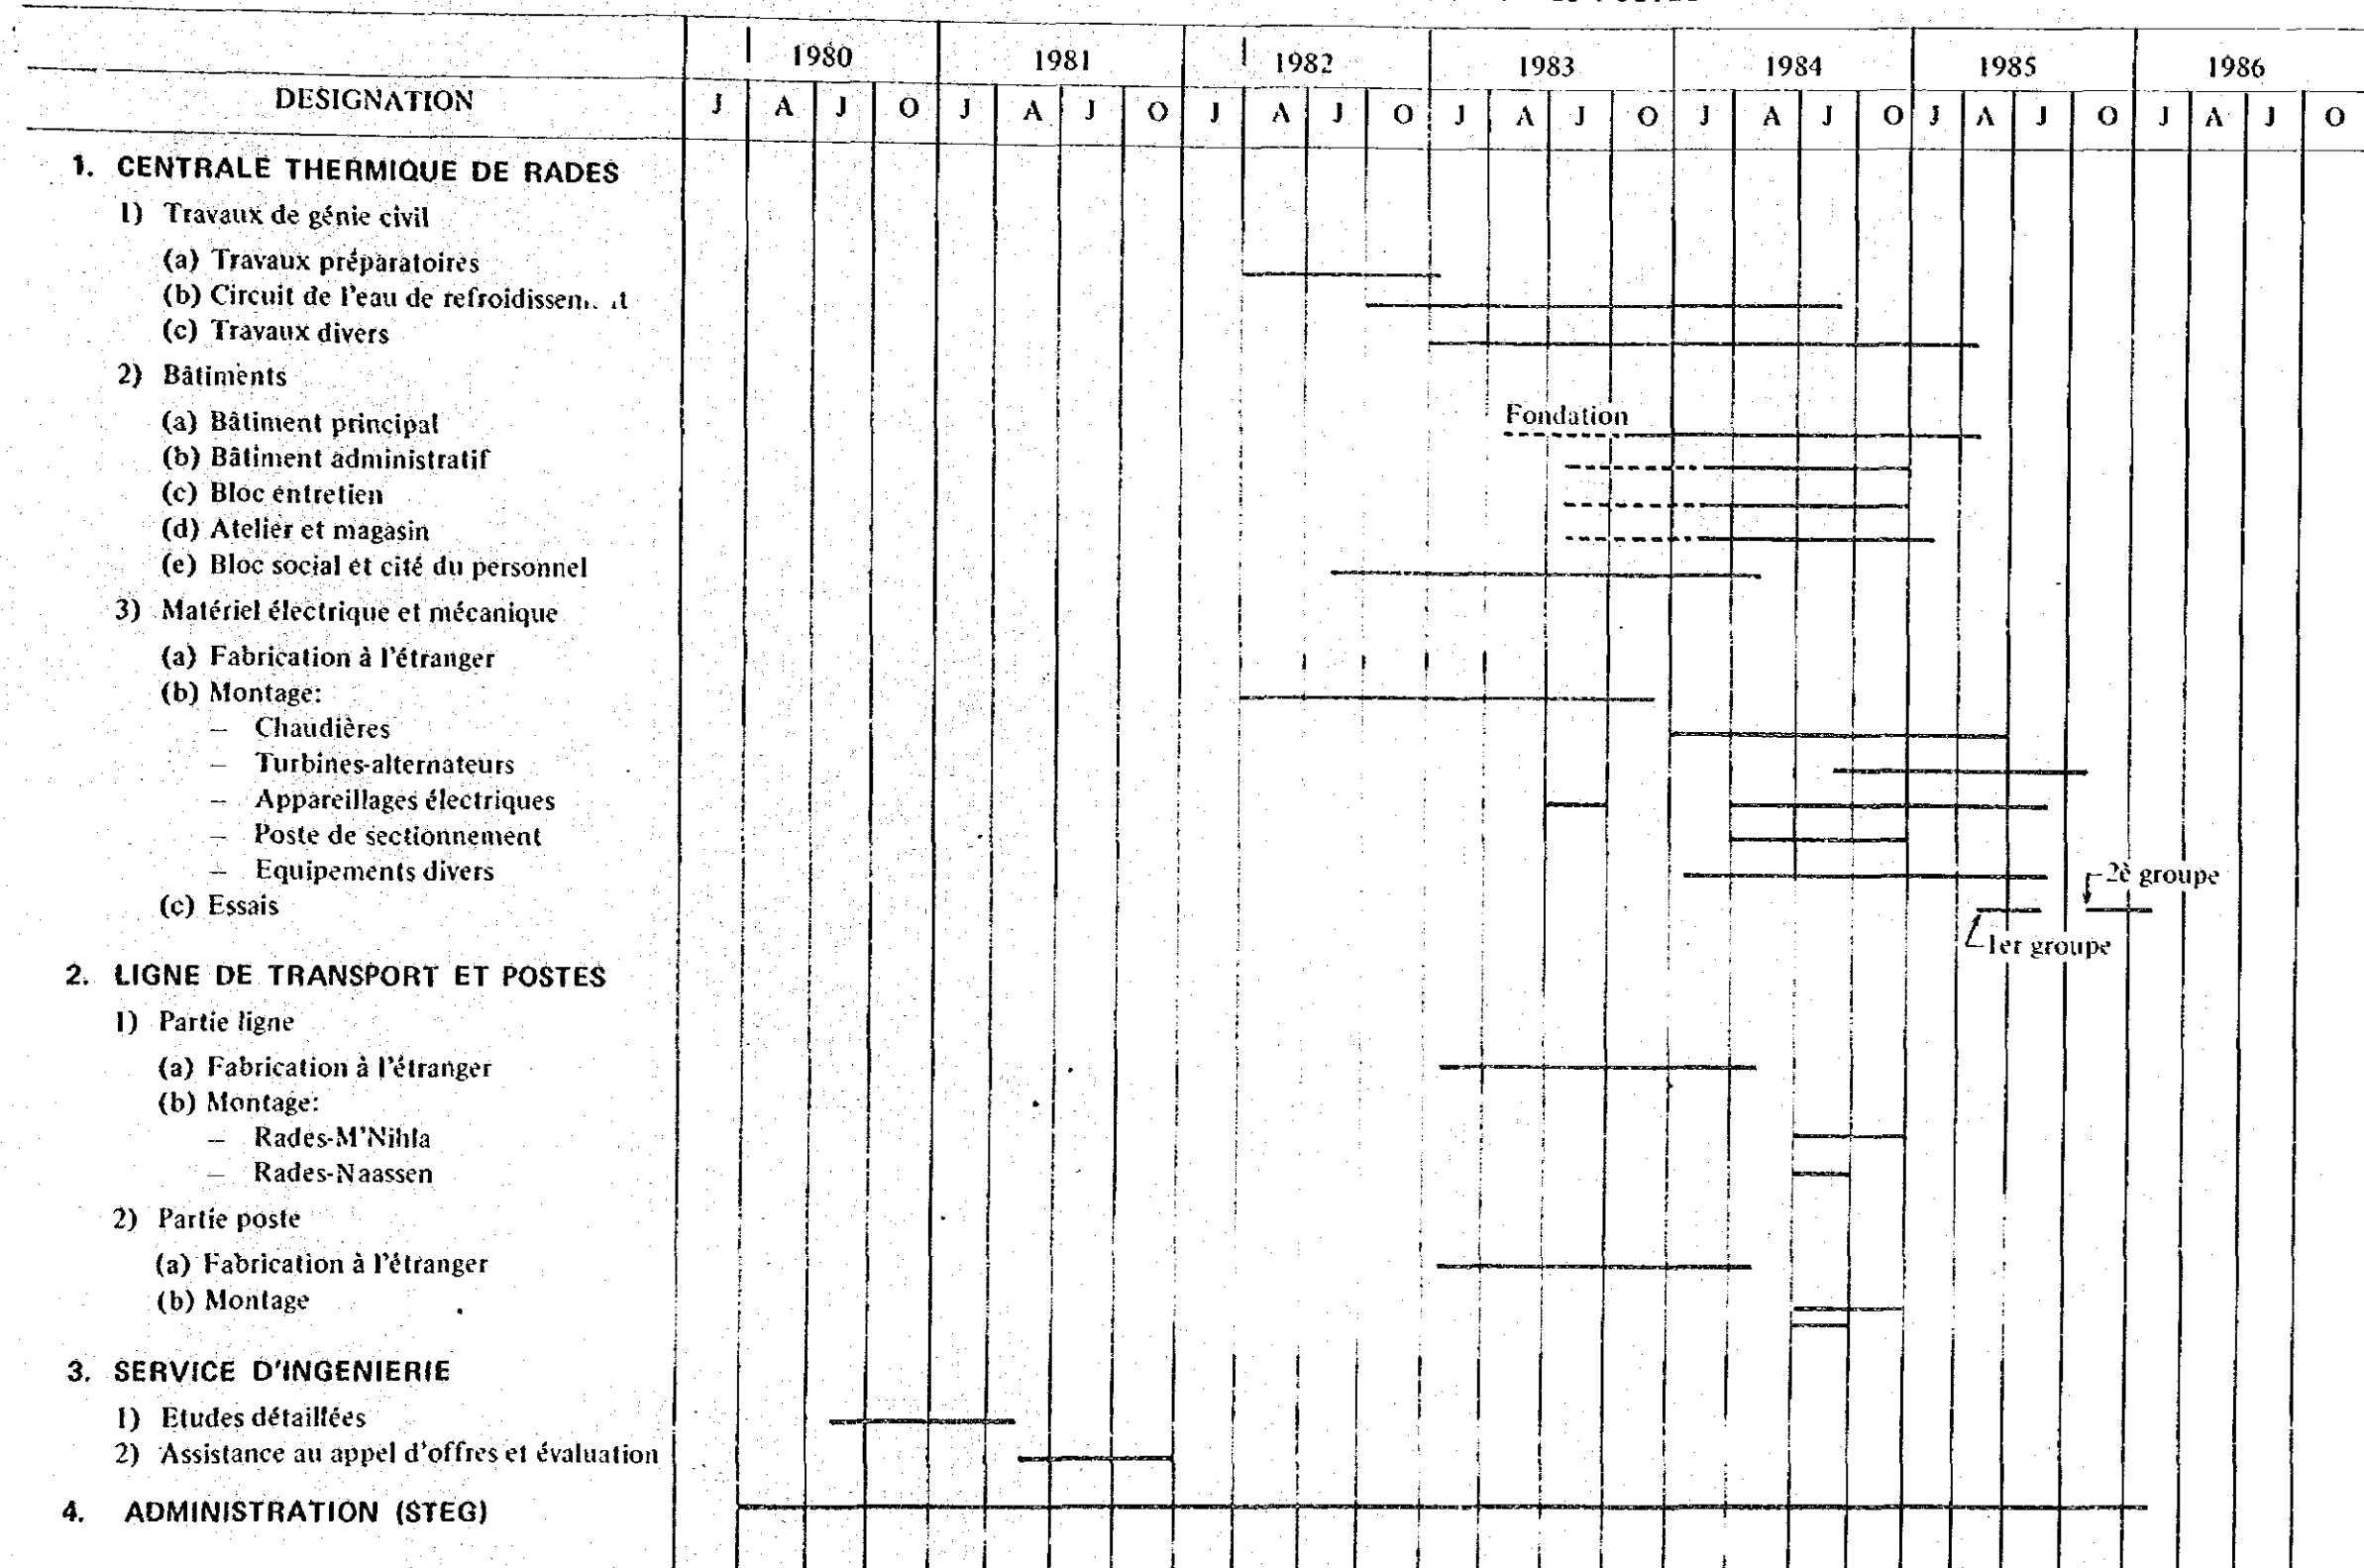 1980 1981 1982 1983 1984 1985 1986
DESIGNATION J A J O J A J O J A J O J A J O J A J O J A J O J A J O
1. CENTRALE THERMIQUE DE RADES
1) Travaux de génie civil
(a) Travaux préparatoires
(b) Circuit de l'eau de
(c) Travaux divers
2) Bâtiments
(a) Bâtiment principal Fondation
(b) Bâtiment administratif
(c) Bloc entretien
(d) Atelier et magasin
(e) Bloc social et cité du personnel
3) Matériel électrique et mécanique
(a) Fabrication à l'étranger
(b) Montage:
– Chaudières
– Turbines-alternateurs
– Appareillages électriques
– Poste de sectionnement
– Equipements divers 2è groupe
(c) Essais
1er groupe
2. LIGNE DE TRANSPORT ET POSTES
1) Partie ligne
(a) Fabrication à l'étranger
(b) Montage:
– Rades-M'Nihla
– Rades-Naassen
2) Partie poste
(a) Fabrication à l'étranger
(b) Montage
3. SERVICE D'INGENIERIE
1) Etudes détaillées
2) Assistance au appel d'offres et évaluation
4. ADMINISTRATION (STEG)